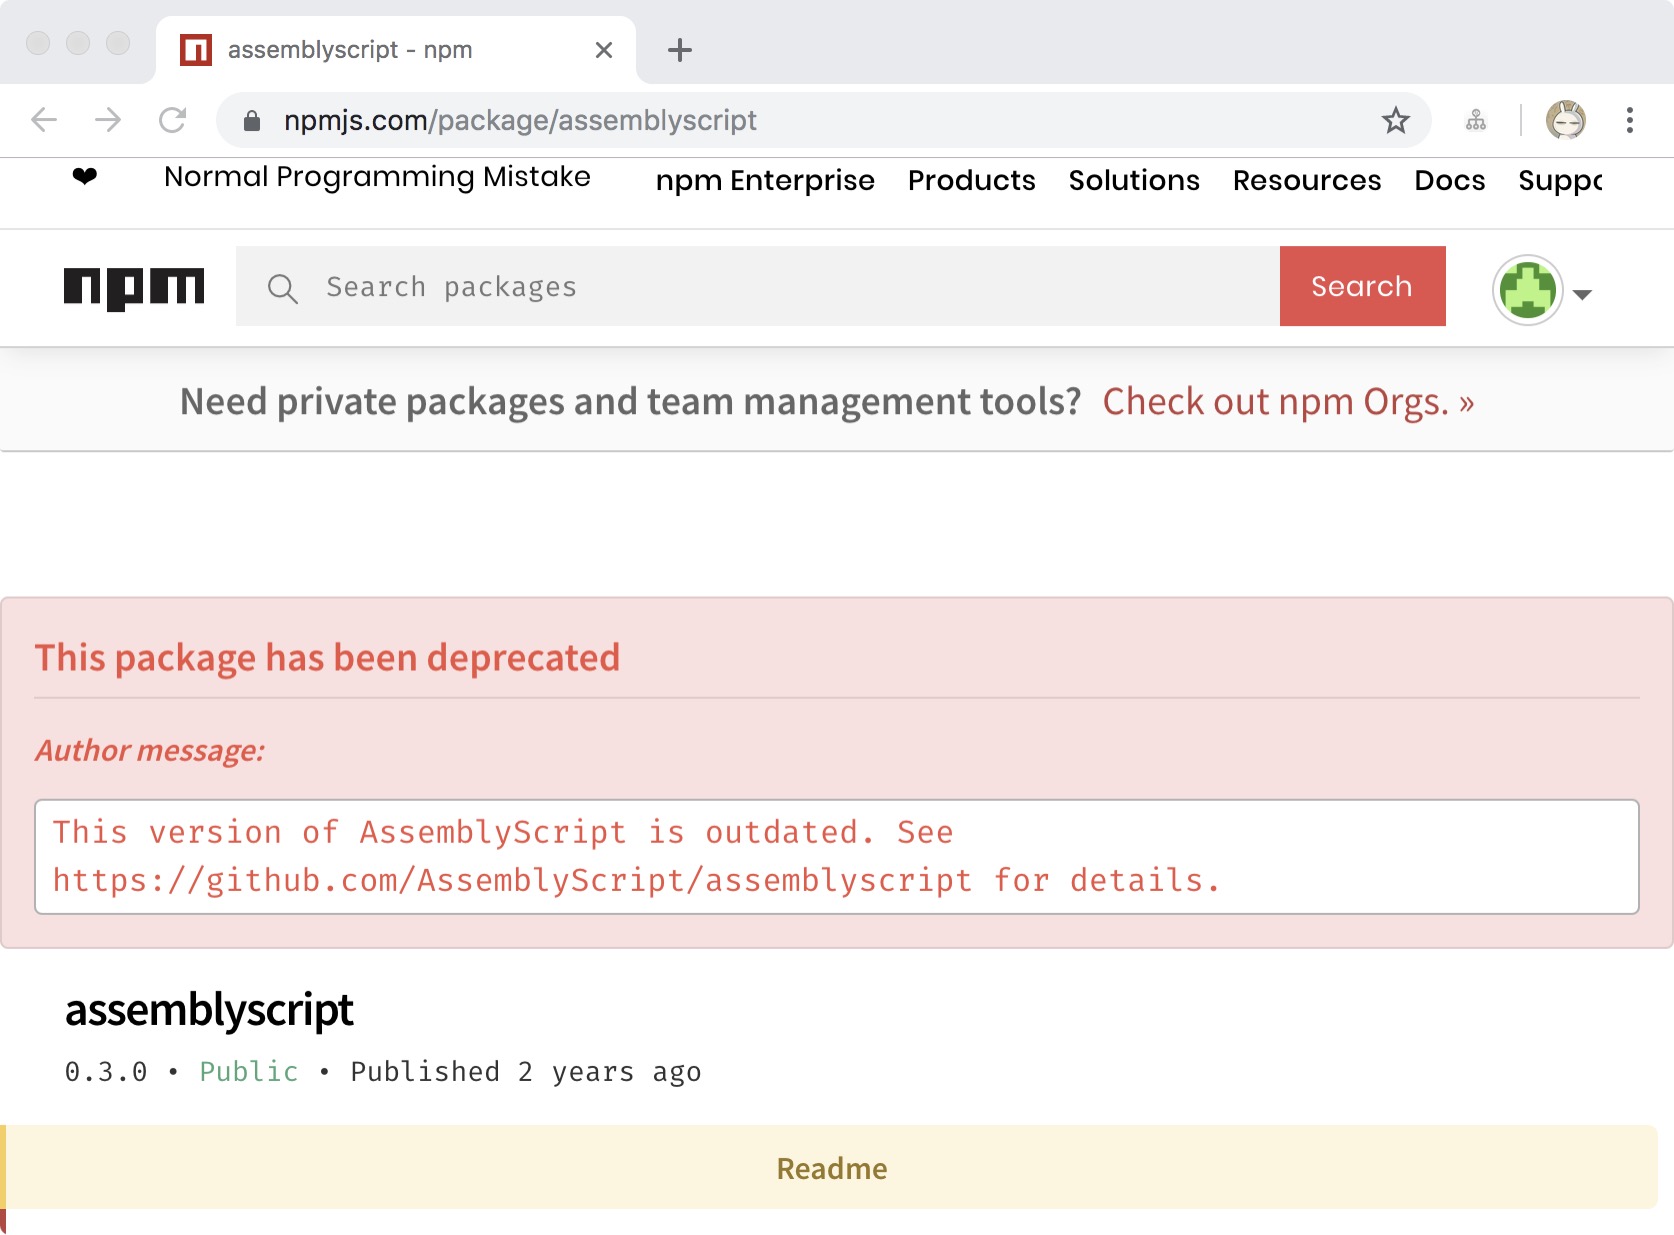 assemblyscript - npm
npmjs.com/package/assemblyscript
❤ Normal Programming Mistake npm Enterprise Products Solutions Resources Docs Suppo
npm Search packages Search
Need private packages and team management tools? Check out npm Orgs. »
This package has been deprecated
Author message:
This version of AssemblyScript is outdated. See
https://github.com/AssemblyScript/assemblyscript for details.
assemblyscript
0.3.0 • Public • Published 2 years ago
Readme